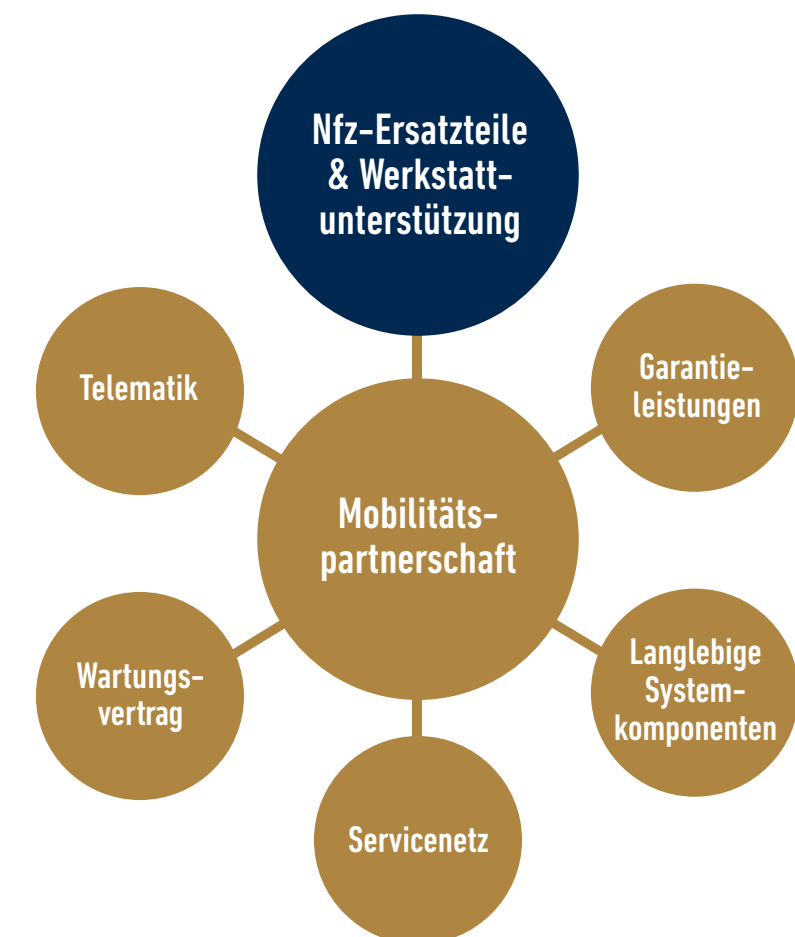 Nfz-Ersatzteile
& Werkstatt-
unterstützung
Telematik
Garantie-
leistungen
Mobilitäts-
partnerschaft
Wartungs-
vertrag
Langlebige
System-
komponenten
Servicenetz